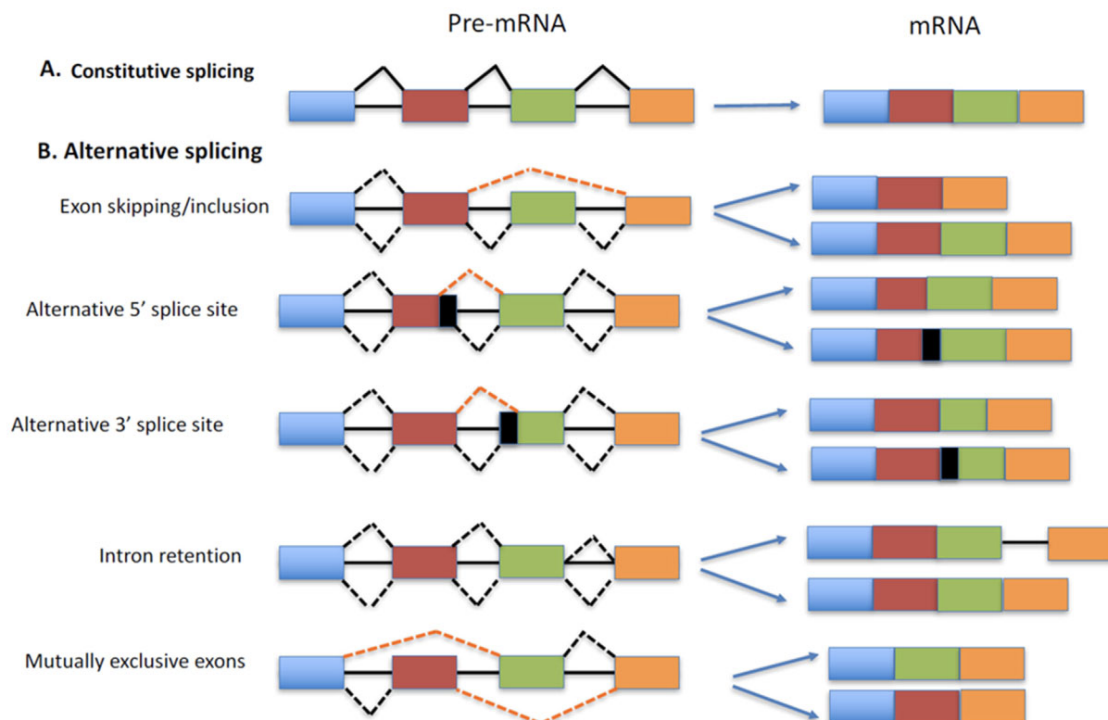 Pre-mRNA
mRNA
A. Constitutive splicing
B. Alternative splicing
Exon skipping/inclusion
Alternative 5’ splice site
Alternative 3’ splice site
Intron retention
Mutually exclusive exons